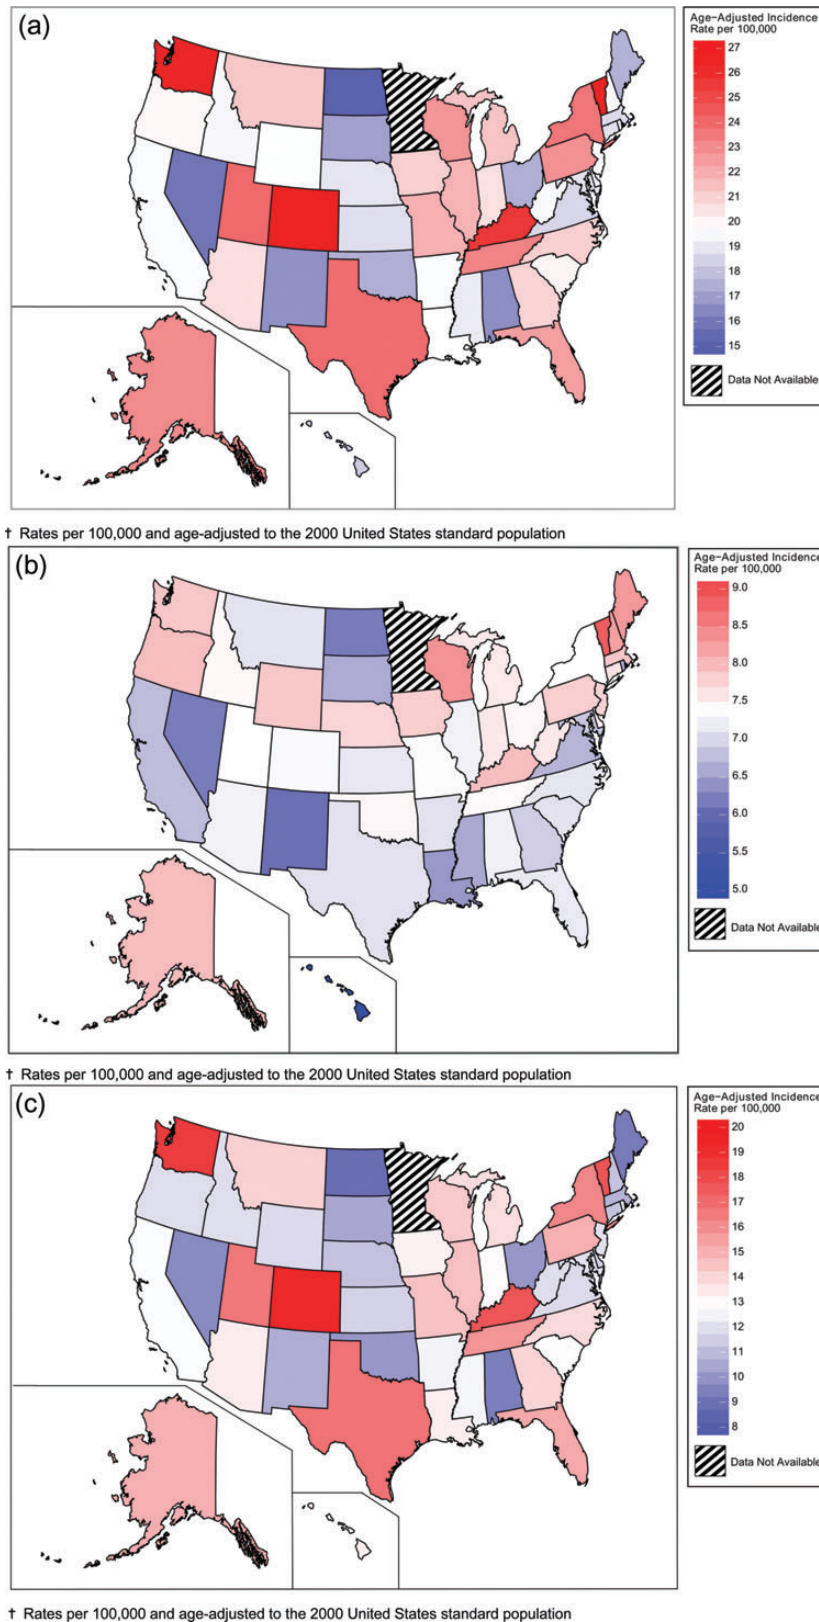 (a)
Age-Adjusted Incidence
Rate per 100,000
27
26
25
24
23
22
21
20
19
18
17
16
15
Data Not Available
† Rates per 100,000 and age-adjusted to the 2000 United States standard population
(b)
Age-Adjusted Incidence
Rate per 100,000
9.0
8.5
8.0
7.5
7.0
6.5
6.0
5.5
5.0
Data Not Available
† Rates per 100,000 and age-adjusted to the 2000 United States standard population
(c)
Age-Adjusted Incidence
Rate per 100,000
20
19
18
17
16
15
14
13
12
11
10
9
8
Data Not Available
† Rates per 100,000 and age-adjusted to the 2000 United States standard population